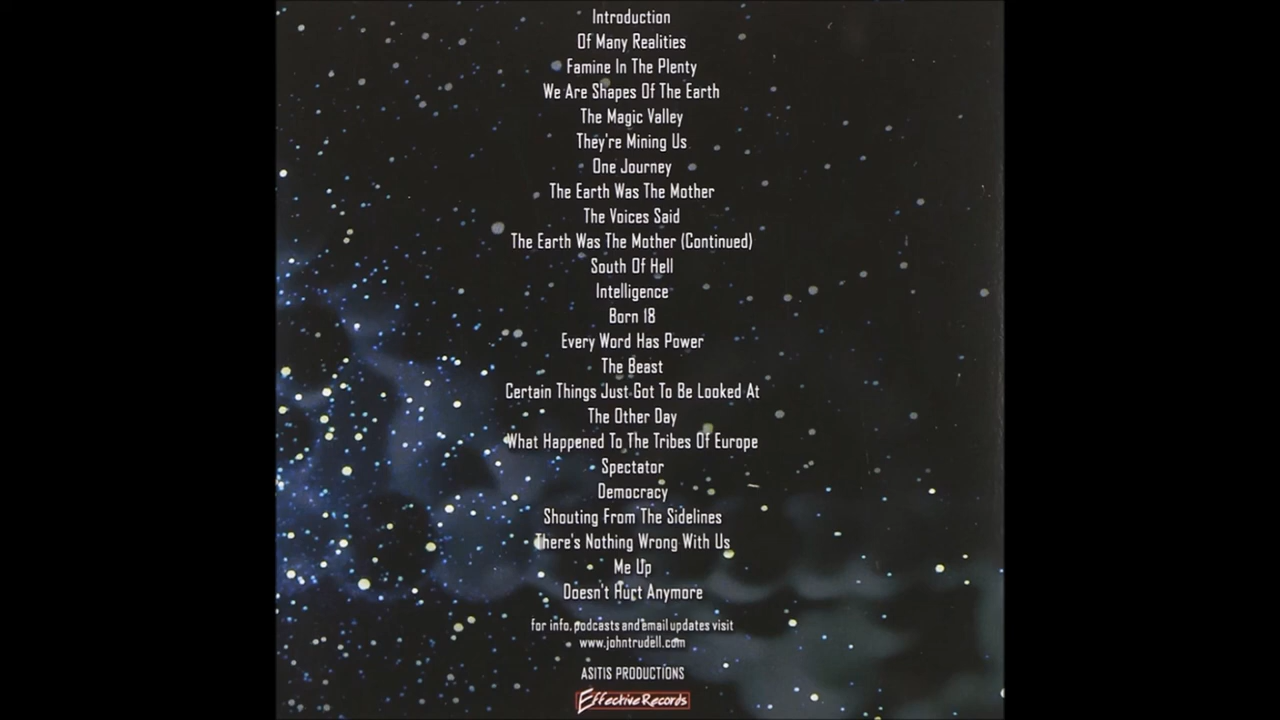 Introduction
Of Many Realities
Famine In The Plenty
We Are Shapes Of The Earth
The Magic Valley
They're Mining Us
One Journey
The Earth Was The Mother
The Voices Said
The Earth Was The Mother (Continued)
South Of Hell
Intelligence
Born 18
Every Word Has Power
The Beast
Certain Things Just Got To Be Looked At
The Other Day
What Happened To The Tribes Of Europe
Spectator
Democracy
Shouting From The Sidelines
There's Nothing Wrong With Us
Me Up
Doesn't Hurt Anymore
for info, podcasts and email updates visit
www.johntrudell.com
ASITIS PRODUCTIONS
Effective Records